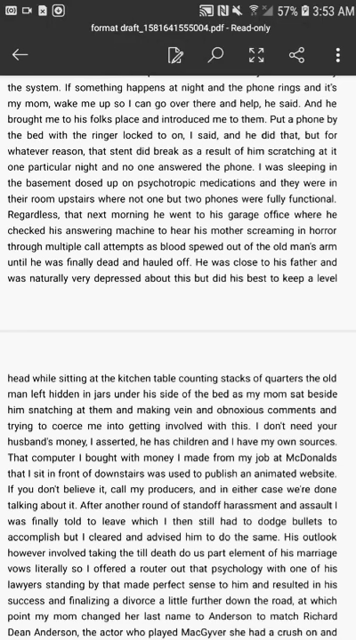 57% 3:53 AM
format draft_1581641555004.pdf - Read-only
the system. If something happens at night and the phone rings and it's
my mom, wake me up so I can go over there and help, he said. And he
brought me to his folks place and introduced me to them. Put a phone by
the bed with the ringer locked to on, I said, and he did that, but for
whatever reason, that stent did break as a result of him scratching at it
one particular night and no one answered the phone. I was sleeping in
the basement dosed up on psychotropic medications and they were in
their room upstairs where not one but two phones were fully functional.
Regardless, that next morning he went to his garage office where he
checked his answering machine to hear his mother screaming in horror
through multiple call attempts as blood spewed out of the old man's arm
until he was finally dead and hauled off. He was close to his father and
was naturally very depressed about this but did his best to keep a level
head while sitting at the kitchen table counting stacks of quarters the old
man left hidden in jars under his side of the bed as my mom sat beside
him snatching at them and making vein and obnoxious comments and
trying to coerce me into getting involved with this. I don't need your
husband's money, I asserted, he has children and I have my own sources.
That computer I bought with money I made from my job at McDonalds
that I sit in front of downstairs was used to publish an animated website.
If you don't believe it, call my producers, and in either case we're done
talking about it. After another round of standoff harassment and assault I
was finally told to leave which I then still had to dodge bullets to
accomplish but I cleared and advised him to do the same. His outlook
however involved taking the till death do us part element of his marriage
vows literally so I offered a router out that psychology with one of his
lawyers standing by that made perfect sense to him and resulted in his
success and finalizing a divorce a little further down the road, at which
point my mom changed her last name to Anderson to match Richard
Dean Anderson, the actor who played MacGyver she had a crush on and